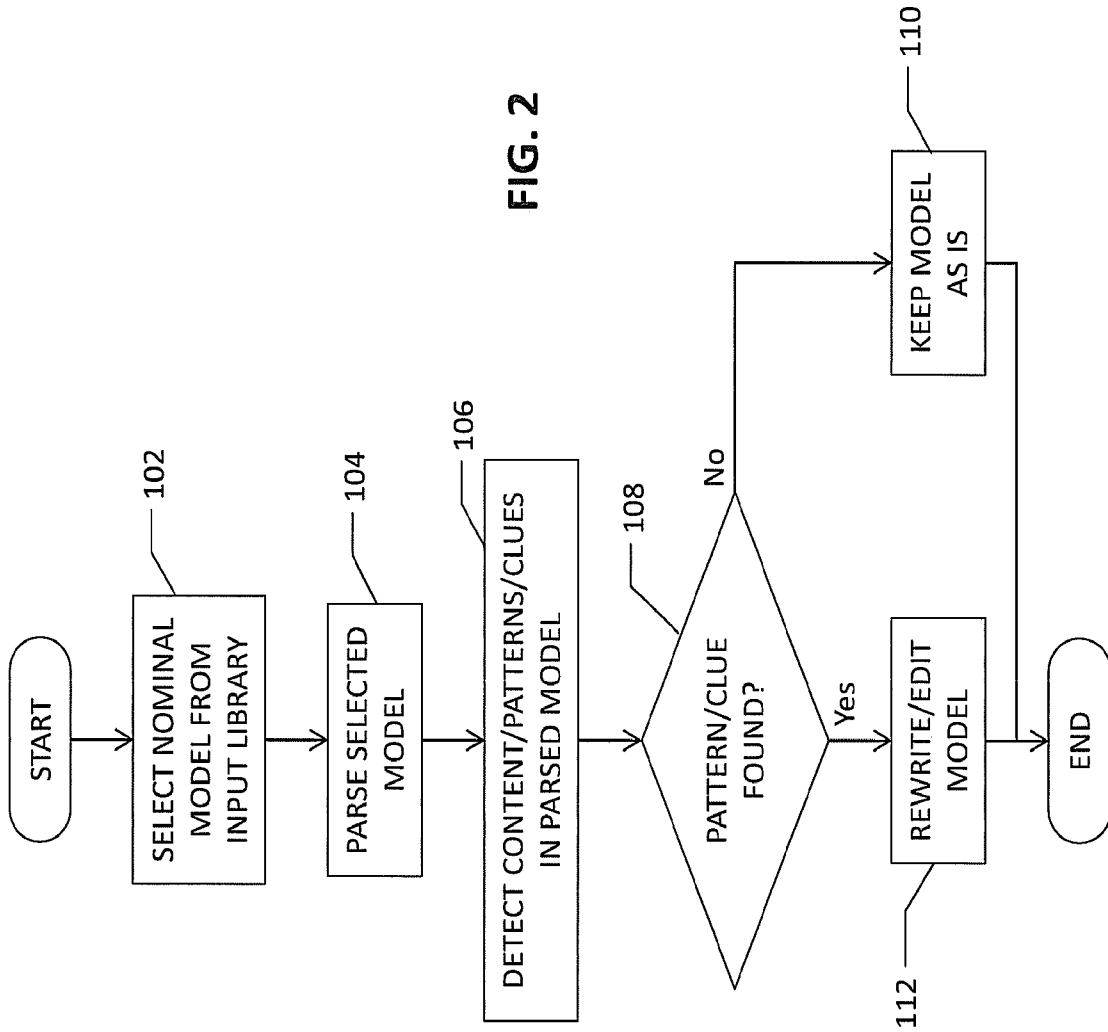 START
SELECT NOMINAL
MODEL FROM
INPUT LIBRARY
102
PARSE SELECTED
MODEL
104
DETECT CONTENT/PATTERNS/CLUES
IN PARSED MODEL
106
PATTERN/CLUE
FOUND?
108
No
Yes
REWRITE/EDIT
MODEL
112
KEEP MODEL
AS IS
110
END
FIG. 2